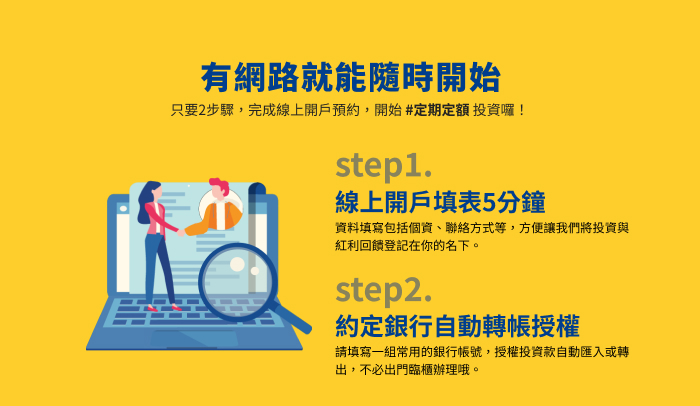 有網路就能隨時開始
只要2步驟，完成線上開戶預約，開始 #定期定額 投資囉！
step1.
線上開戶填表5分鐘
資料填寫包括個資、聯絡方式等，方便讓我們將投資與
紅利回饋登記在你的名下。
step2.
約定銀行自動轉帳授權
請填寫一組常用的銀行帳號，授權投資款自動匯入或轉
出，不必出門臨櫃辦理哦。